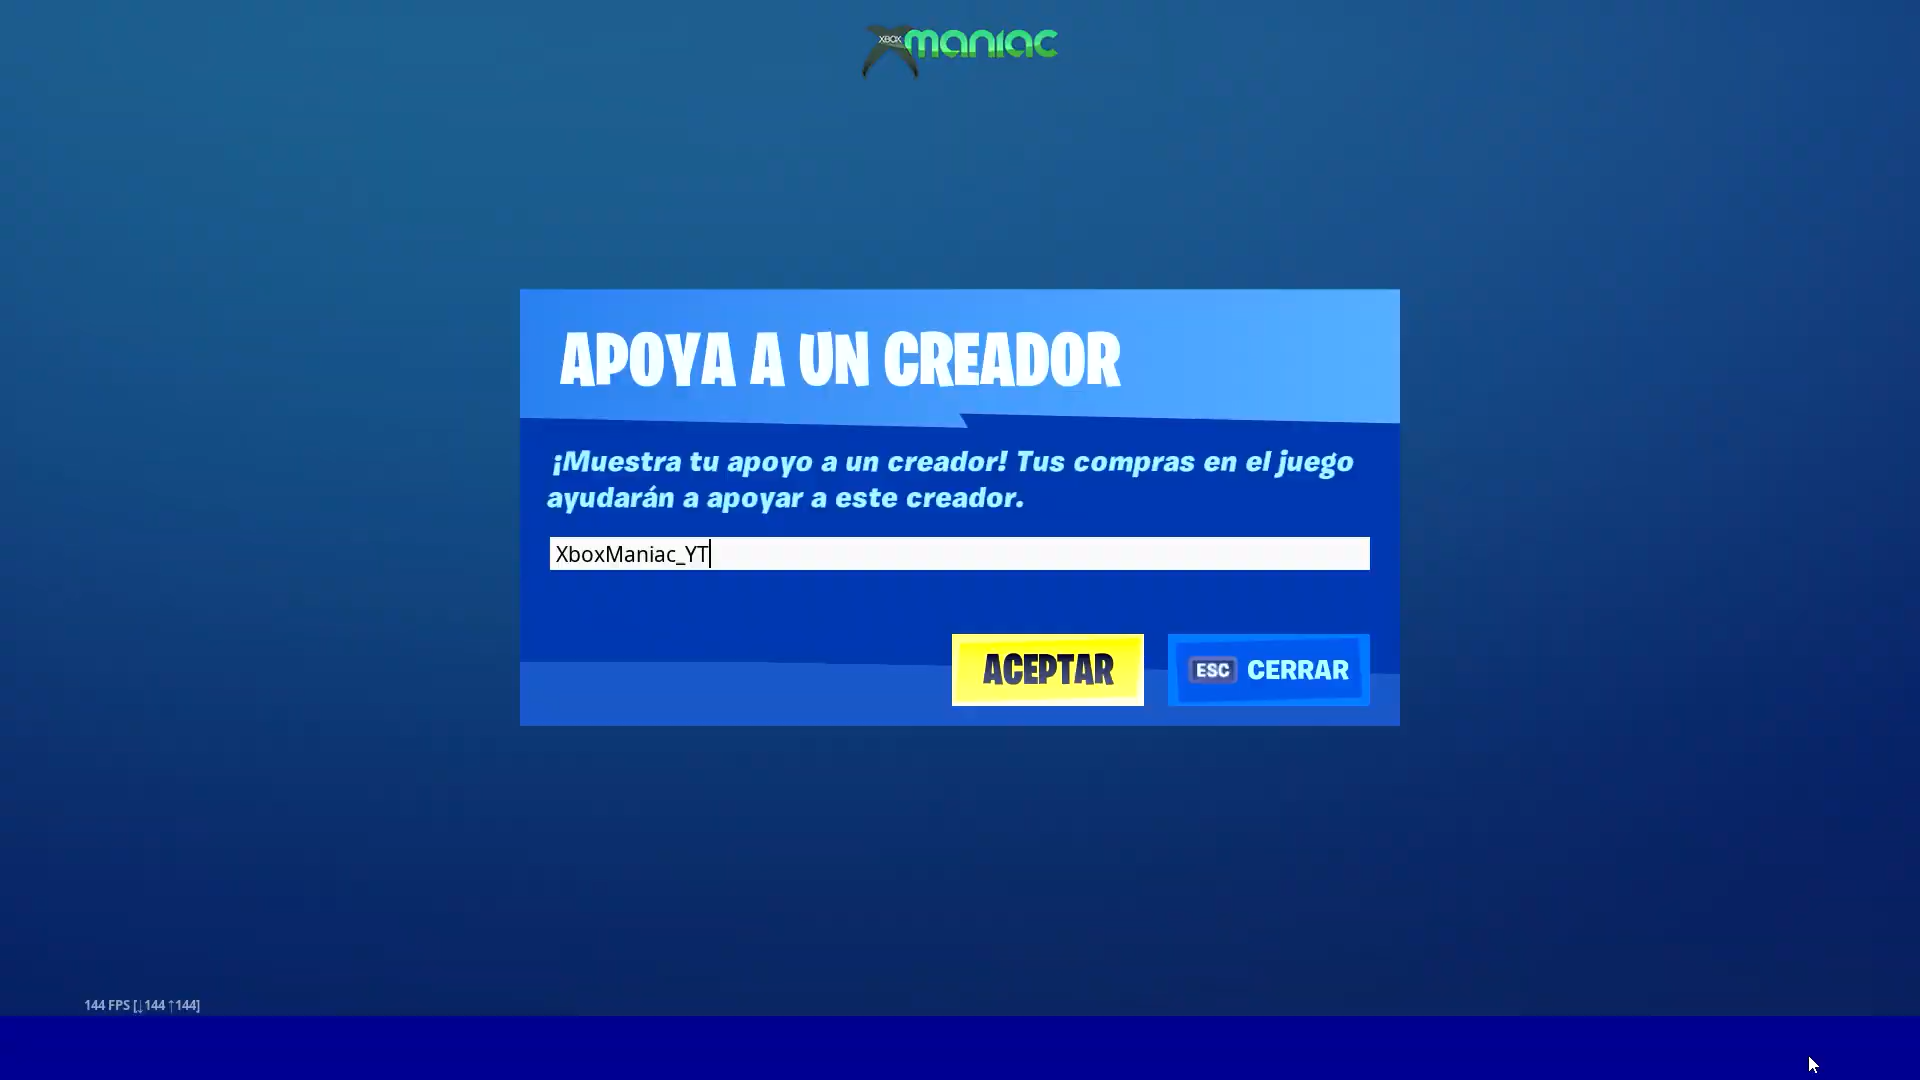 XBOX maniac
APOYA A UN CREADOR
¡Muestra tu apoyo a un creador! Tus compras en el juego
ayudarán a apoyar a este creador.
XboxManiac_YT
ACEPTAR
ESC CERRAR
144 FPS [↓144 ↑144]